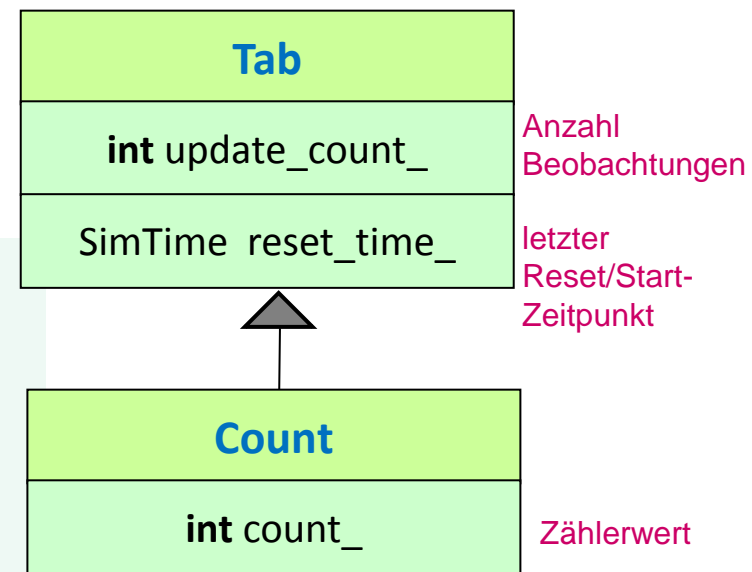 Tab
int update_count_
Anzahl
Beobachtungen
SimTime reset_time_
letzter
Reset/Start-
Zeitpunkt
Count
int count_
Zählerwert